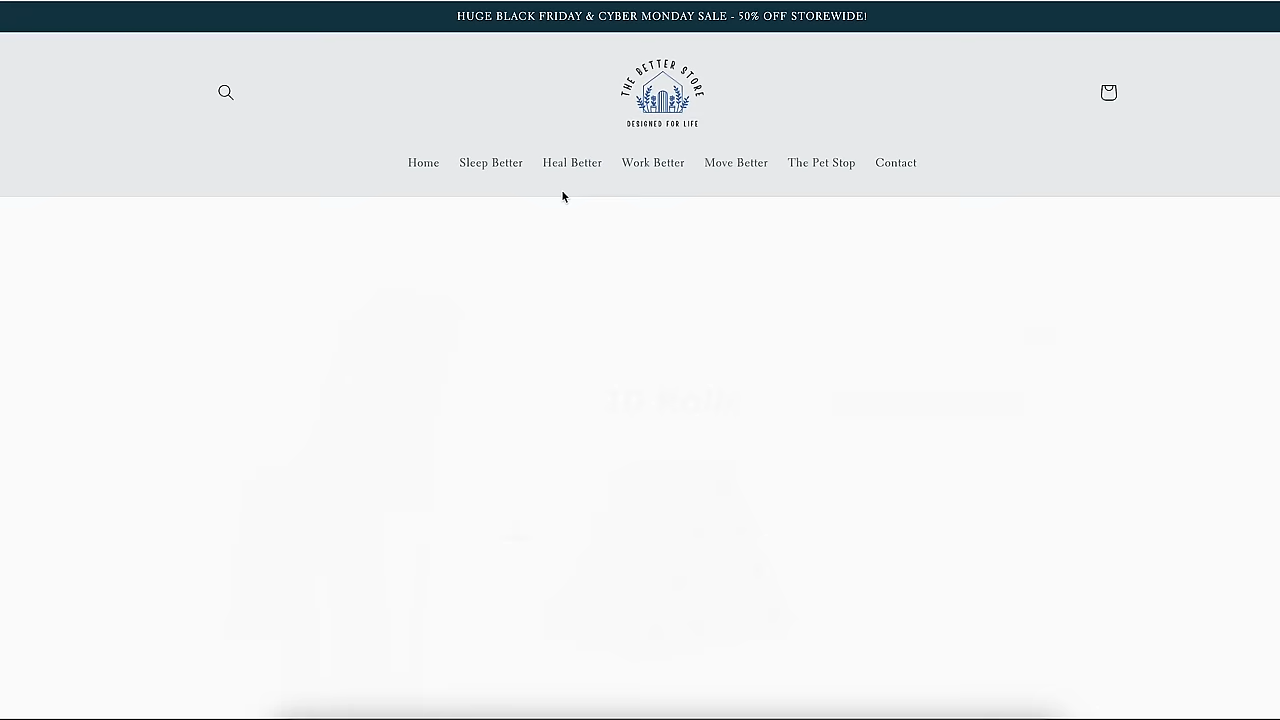 HUGE BLACK FRIDAY & CYBER MONDAY SALE - 50% OFF STOREWIDE!
THE BETTER STORE
DESIGNED FOR LIFE
Home Sleep Better Heal Better Work Better Move Better The Pet Stop Contact